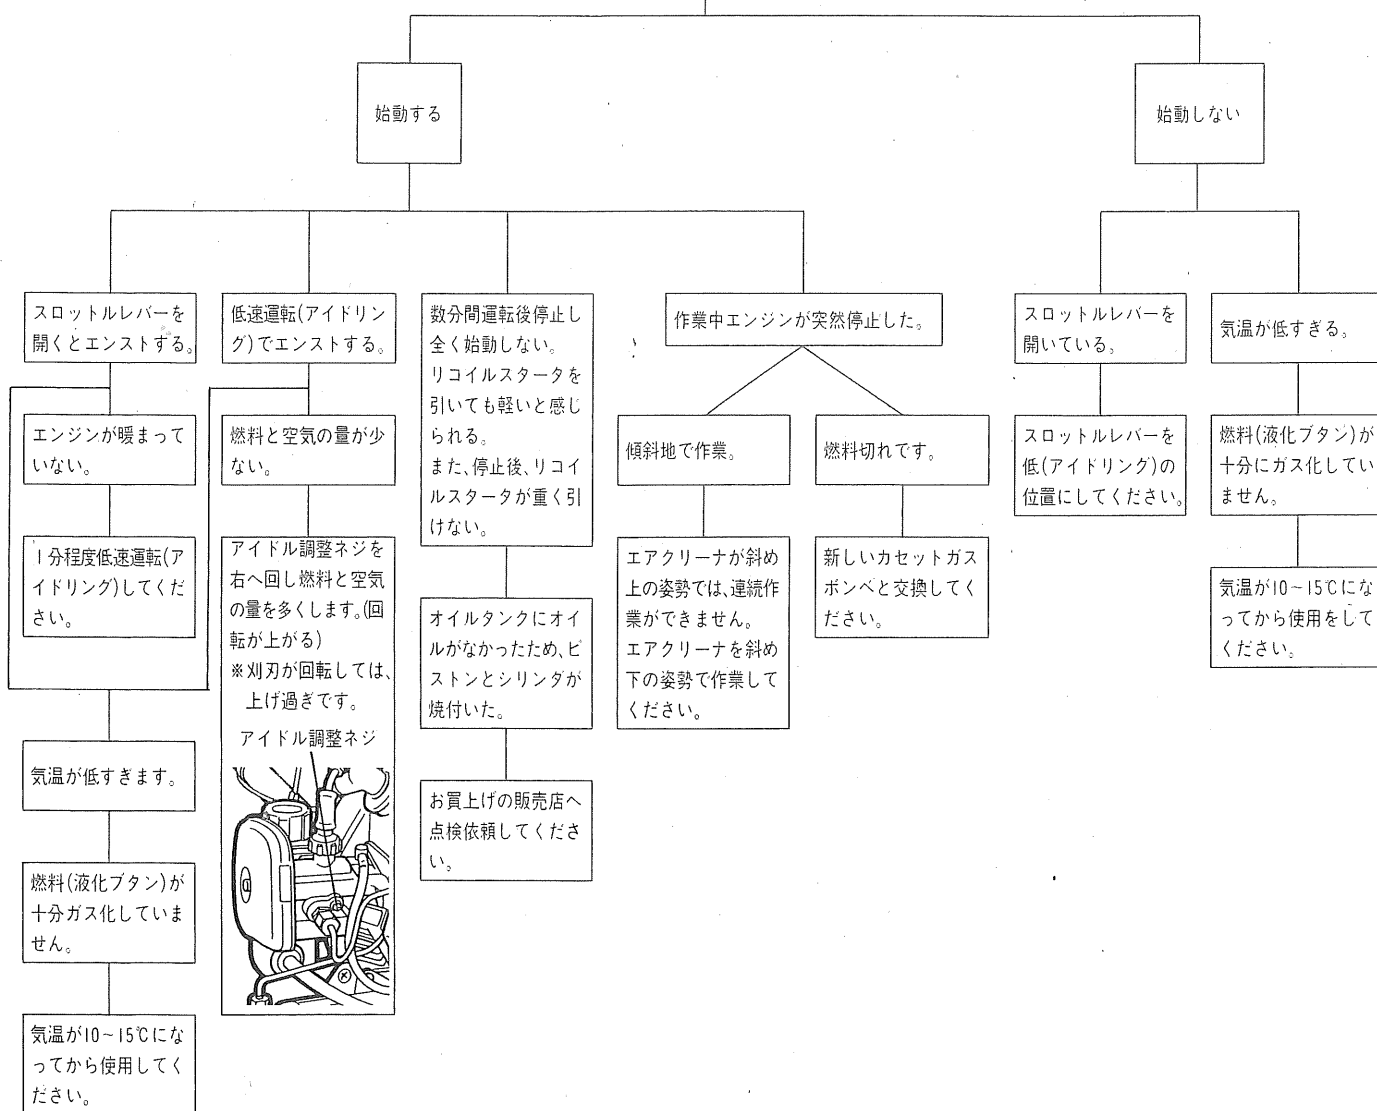 始動する
始動しない
スロットルレバーを
開くとエンストする。
エンジンが暖まって
いない。
1分程度低速運転(ア
イドリング)してくだ
さい。
気温が低すぎます。
燃料(液化ブタン)が
十分ガス化していま
せん。
気温が10~15℃にな
ってから使用してく
ださい。
低速運転(アイドリン
グ)でエンストする。
燃料と空気の量が少
ない。
アイドル調整ネジを
右へ回し燃料と空気
の量を多くします。(回
転が上がる)
※刈刃が回転しては、
上げ過ぎです。
アイドル調整ネジ
数分間運転後停止し
全く始動しない。
リコイルスタータを
引いても軽いと感じ
られる。
また、停止後、リコイ
ルスタータが重く引
けない。
オイルタンクにオイ
ルがなかったため、ピ
ストンとシリンダが
焼付いた。
お買上げの販売店へ
点検依頼してくださ
い。
作業中エンジンが突然停止した。
傾斜地で作業。
エアクリーナが斜め
上の姿勢では、連続作
業ができません。
エアクリーナを斜め
下の姿勢で作業して
ください。
燃料切れです。
新しいカセットガス
ボンベと交換してく
ださい。
スロットルレバーを
開いている。
スロットルレバーを
低(アイドリング)の
位置にしてください。
気温が低すぎる。
燃料(液化ブタン)が
十分にガス化してい
ません。
気温が10~15℃にな
ってから使用をして
ください。